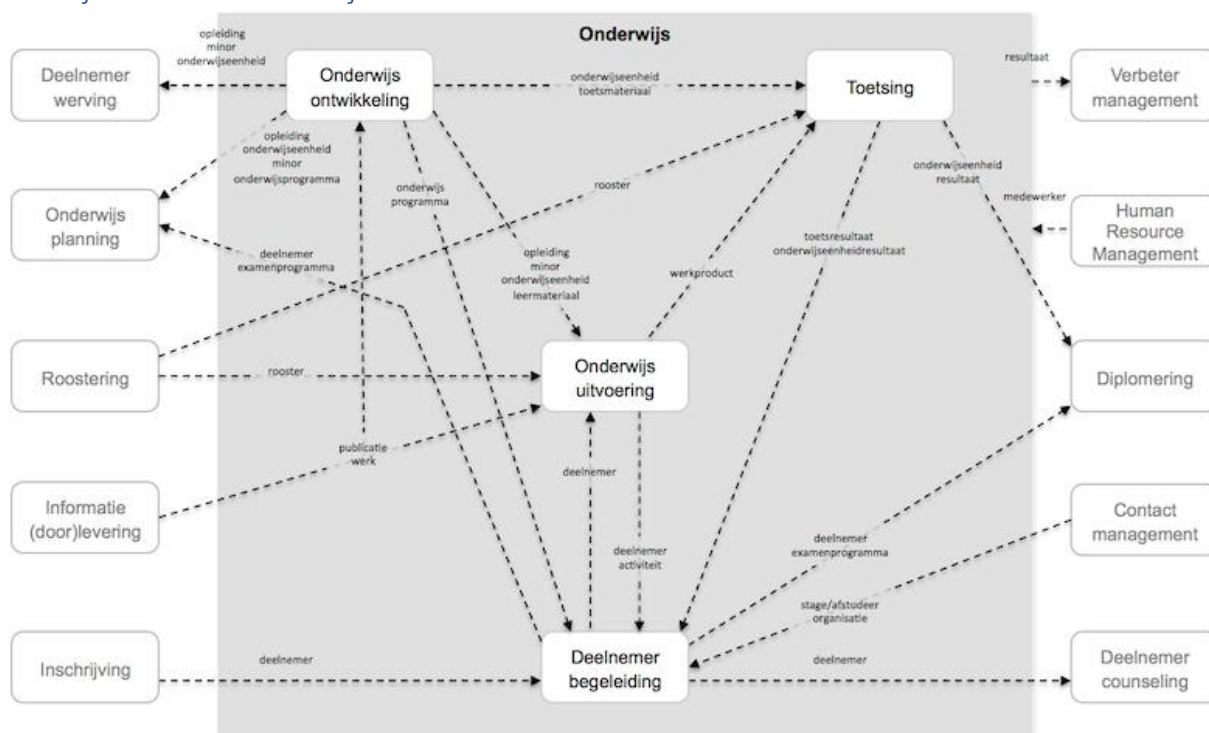 Onderwijs
opleiding
minor
onderwijseenheid
Deelnemer
werving
Onderwijs
ontwikkeling
onderwijseenheid
toetsmateriaal
Toetsing
resultaat
Verbeter
management
opleiding
onderwijseenheid
minor
onderwijsprogramma
onderwijs
programma
rooster
onderwijseenheid
resultaat
medewerker
Onderwijs
planning
Human
Resource
Management
deelnemer
examenprogramma
opleiding
minor
onderwijseenheid
leermateriaal
werkproduct
toetsresultaat
onderwijseenheidresultaat
Roostering
rooster
Onderwijs
uitvoering
Diplomering
publicatie
werk
deelnemer
Informatie
(door)levering
deelnemer
activiteit
deelnemer
examenprogramma
Contact
management
stage/afstudeer
organisatie
Inschrijving
deelnemer
Deelnemer
begeleiding
deelnemer
Deelnemer
counseling